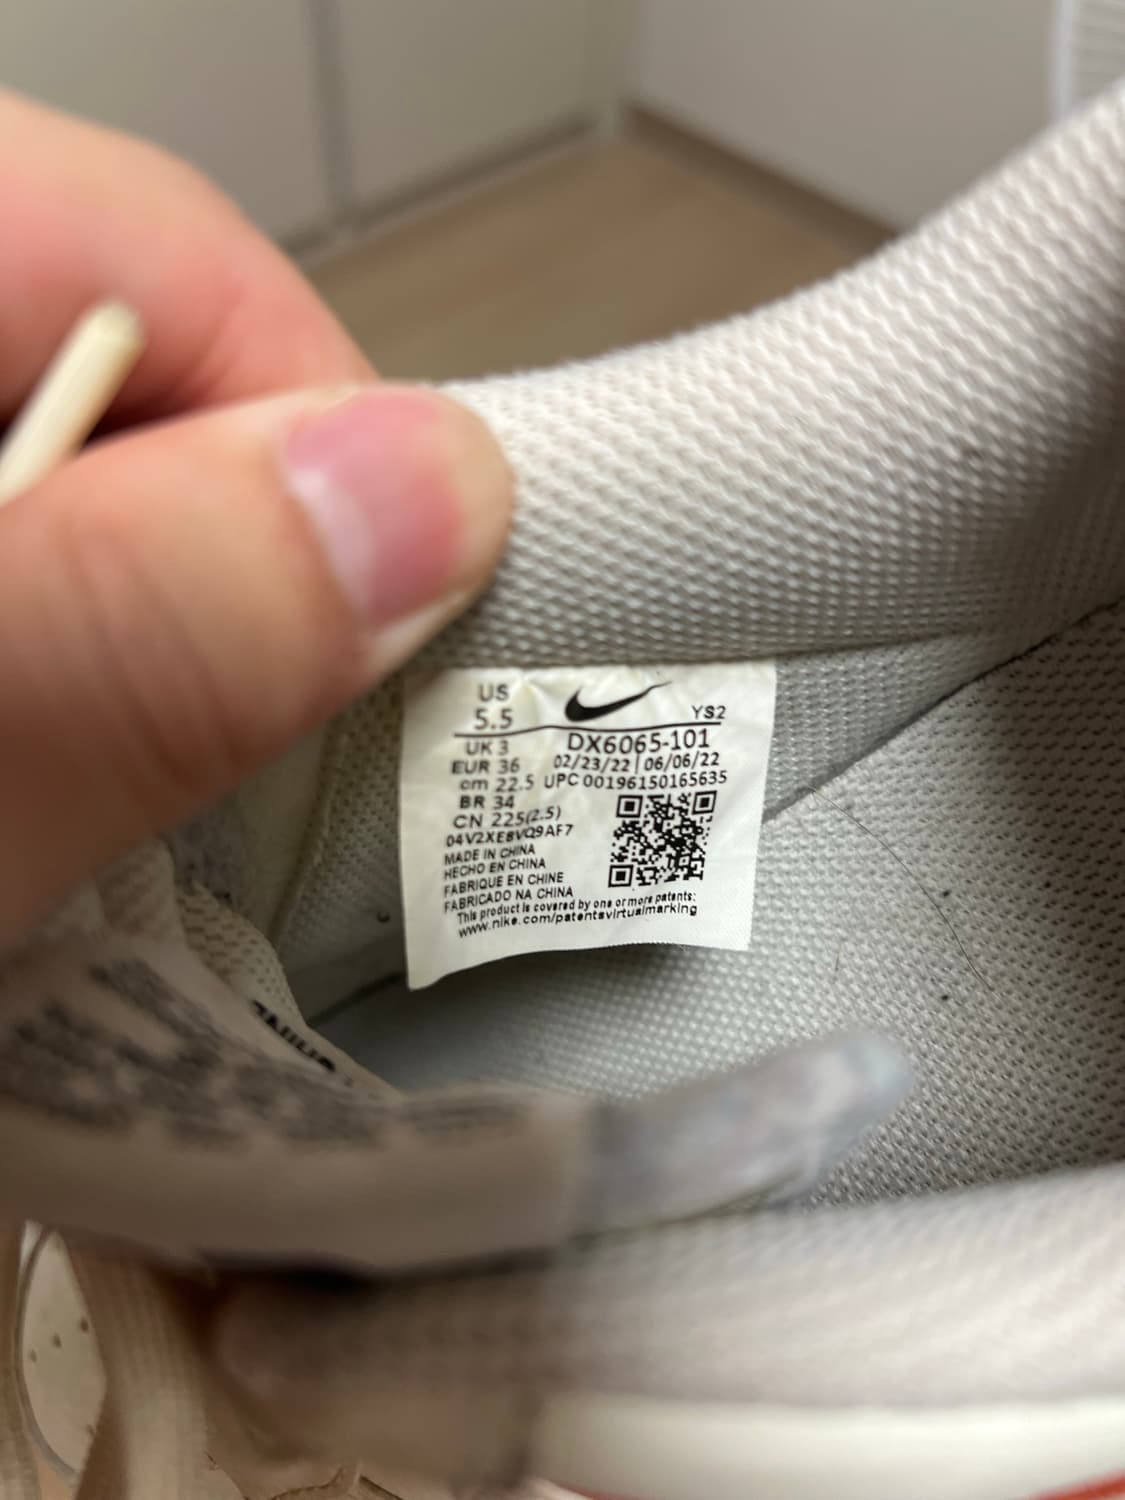 US
5.5
YS2
UK 3
DX6065-101
EUR 36
02/23/22 | 06/06/22
cm 22.5
UPC 00196150165635
BR 34
CN 225(2.5)
04V2XE8VQ9AF7
MADE IN CHINA
HECHO EN CHINA
FABRIQUE EN CHINE
FABRICADO NA CHINA
This product is covered by one or more patents:
www.nike.com/patentsvirtualmarking